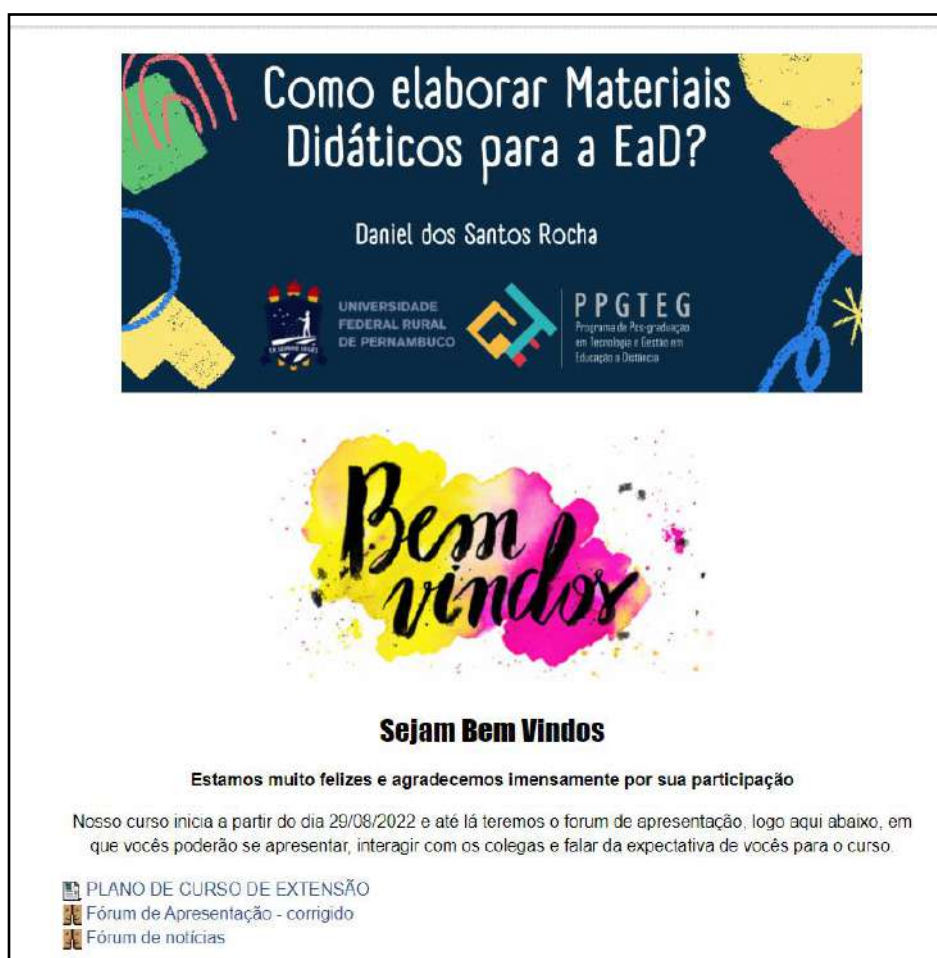 Como elaborar Materiais
Didáticos para a EaD?
Daniel dos Santos Rocha
UNIVERSIDADE
FEDERAL RURAL
DE PERNAMBUCO
PPGTEG
Programa de Pós-graduação
em Tecnologia e Gestão em
Educação a Distância
Bem
vindos
Sejam Bem Vindos
Estamos muito felizes e agradecemos imensamente por sua participação
Nosso curso inicia a partir do dia 29/08/2022 e até lá teremos o forum de apresentação, logo aqui abaixo, em
que vocês poderão se apresentar, interagir com os colegas e falar da expectativa de vocês para o curso.
PLANO DE CURSO DE EXTENSÃO
Fórum de Apresentação - corrigido
Fórum de notícias